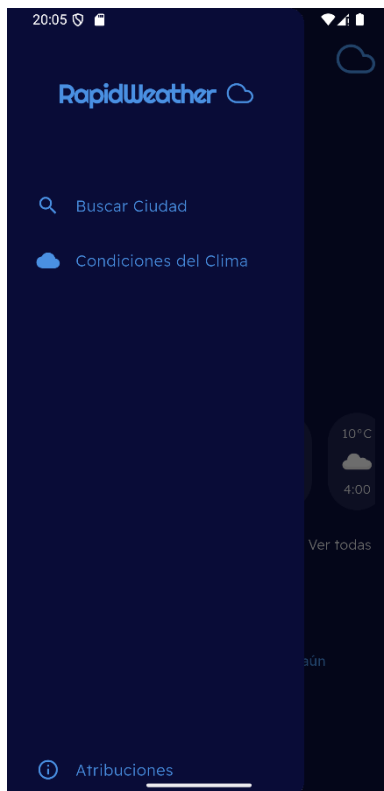 20:05
RapidWeather
Buscar Ciudad
Condiciones del Clima
10°C
4:00
Ver todas
aún
Atribuciones